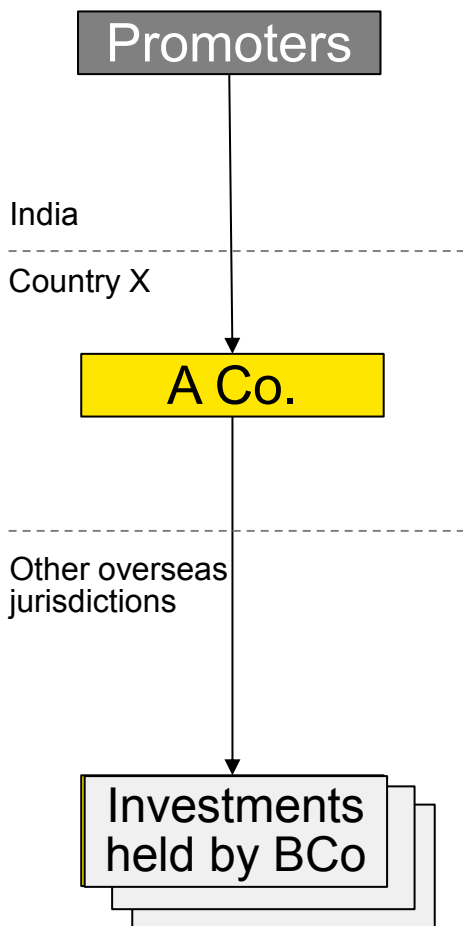 Promoters
India
Country X
A Co.
Other overseas
jurisdictions
Investments
held by BCo